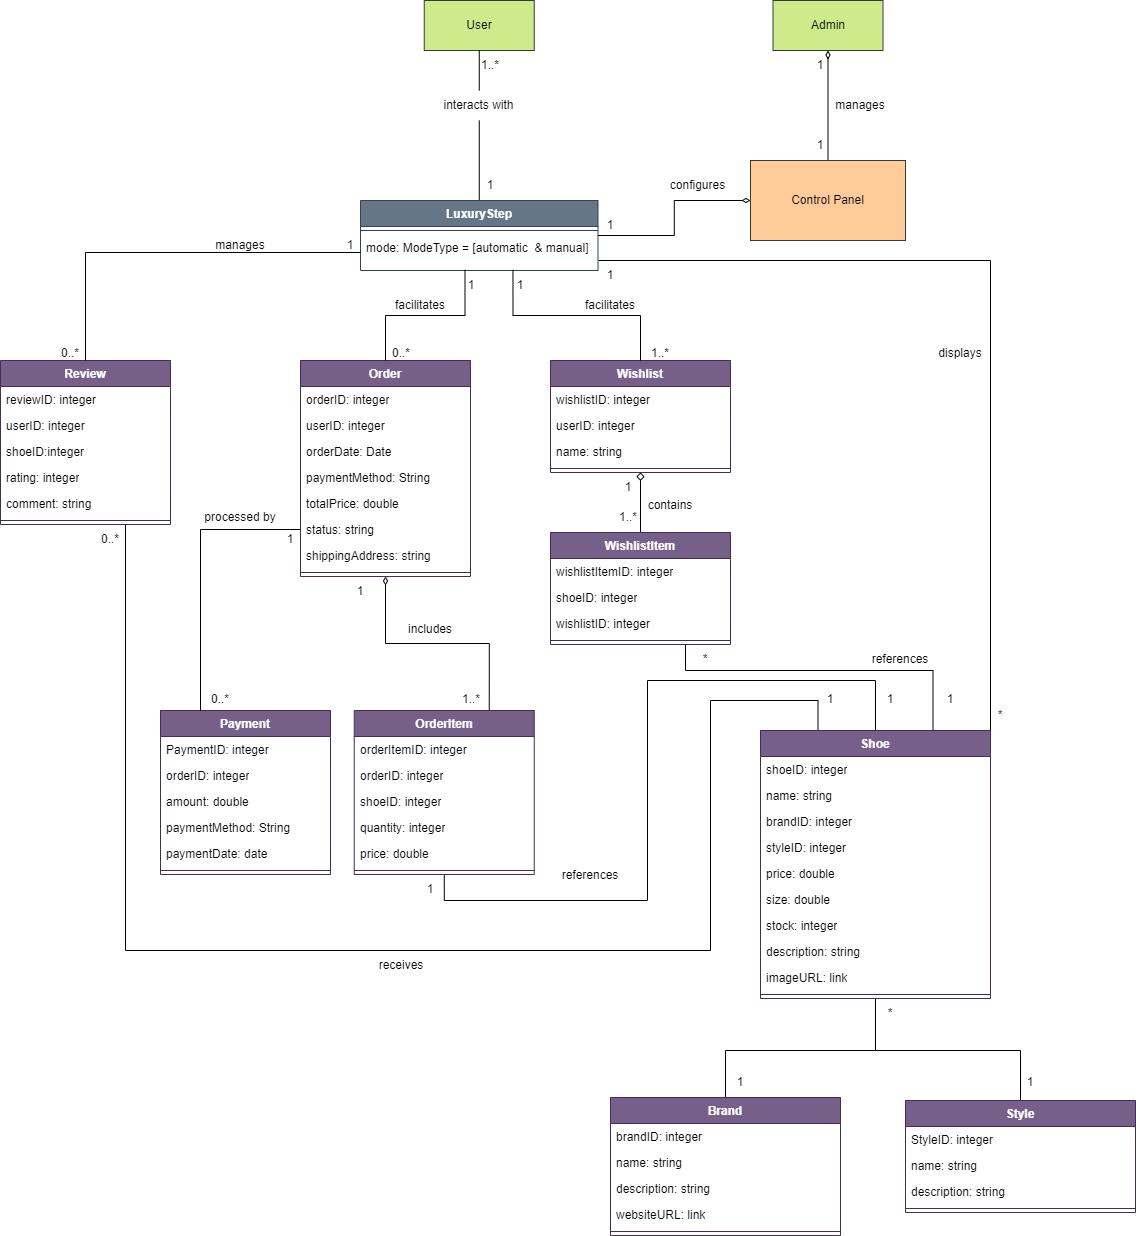 User
Admin
1..*
1
interacts with
manages
1
1
configures
Control Panel
LuxuryStep
1
mode: ModeType = [automatic  & manual]
manages
1
1
1
1
facilitates
facilitates
displays
0..*
0..*
1..*
Review
reviewID: integer
userID: integer
shoeID:integer
rating: integer
comment: string
0..*
Order
orderID: integer
userID: integer
orderDate: Date
paymentMethod: String
totalPrice: double
status: string
shippingAddress: string
processed by
1
1
Wishlist
wishlistID: integer
userID: integer
name: string
1
contains
1..*
WishlistItem
wishlistItemID: integer
shoeID: integer
wishlistID: integer
*
references
includes
0..*
1..*
1
1
1
*
Payment
PaymentID: integer
orderID: integer
amount: double
paymentMethod: String
paymentDate: date
OrderItem
orderItemID: integer
orderID: integer
shoeID: integer
quantity: integer
price: double
1
references
receives
Shoe
shoeID: integer
name: string
brandID: integer
styleID: integer
price: double
size: double
stock: integer
description: string
imageURL: link
*
1
1
Brand
brandID: integer
name: string
description: string
websiteURL: link
Style
StyleID: integer
name: string
description: string